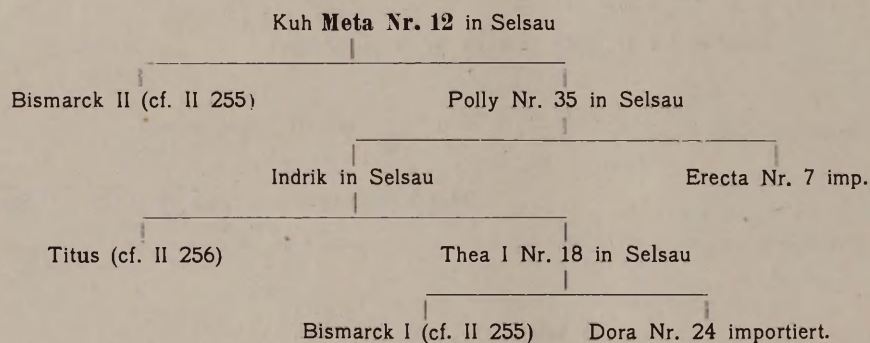 Kuh Meta Nr. 12 in Selsau
Bismarck II (cf. II 255) Polly Nr. 35 in Selsau
Indrik in Selsau Erecta Nr. 7 imp.
Titus (cf. II 256) Thea I Nr. 18 in Selsau
Bismarck I (cf. II 255) Dora Nr. 24 importiert.